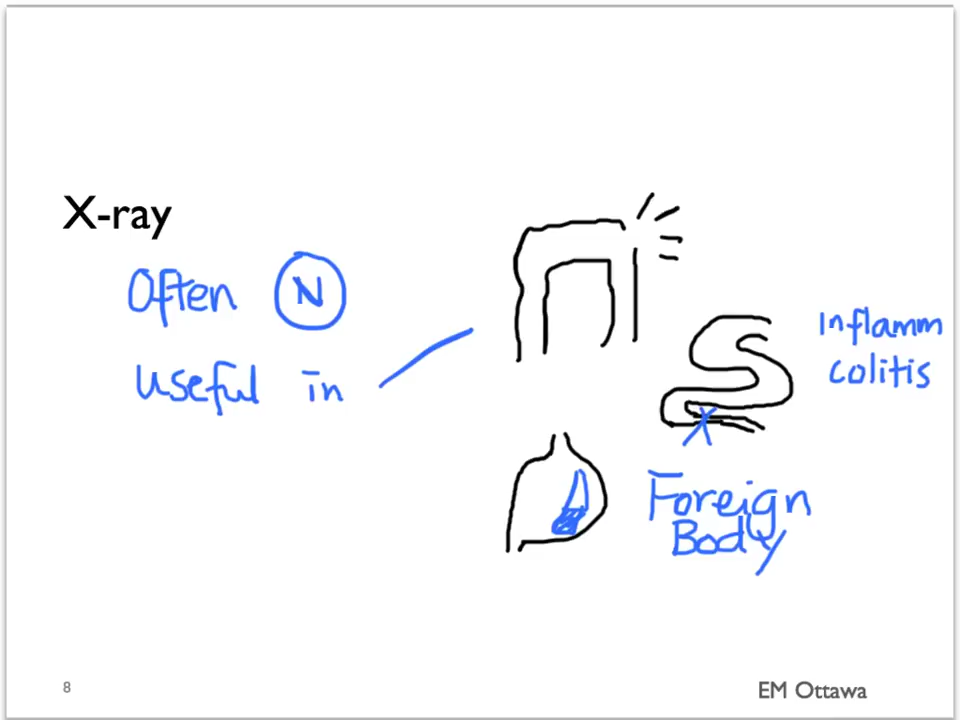 X-ray
Often N
Useful in
Inflamm
colitis
Foreign
Body
8
EM Ottawa